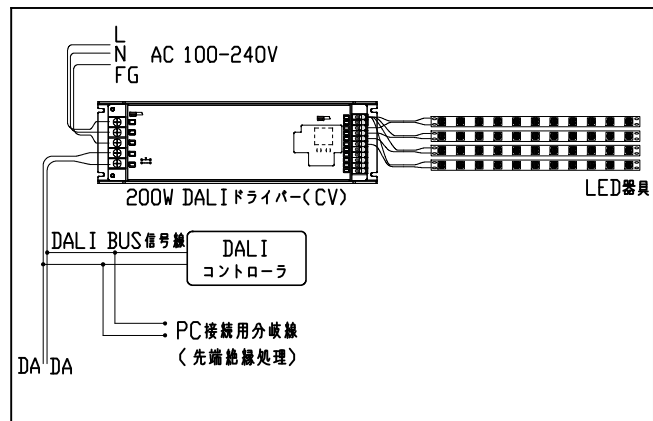 L
N AC 100-240V
FG
200W DALIドライバー(CV)
LED器具
DALI BUS信号線
DALI
コントローラ
PC接続用分岐線
(先端絶縁処理)
DA DA